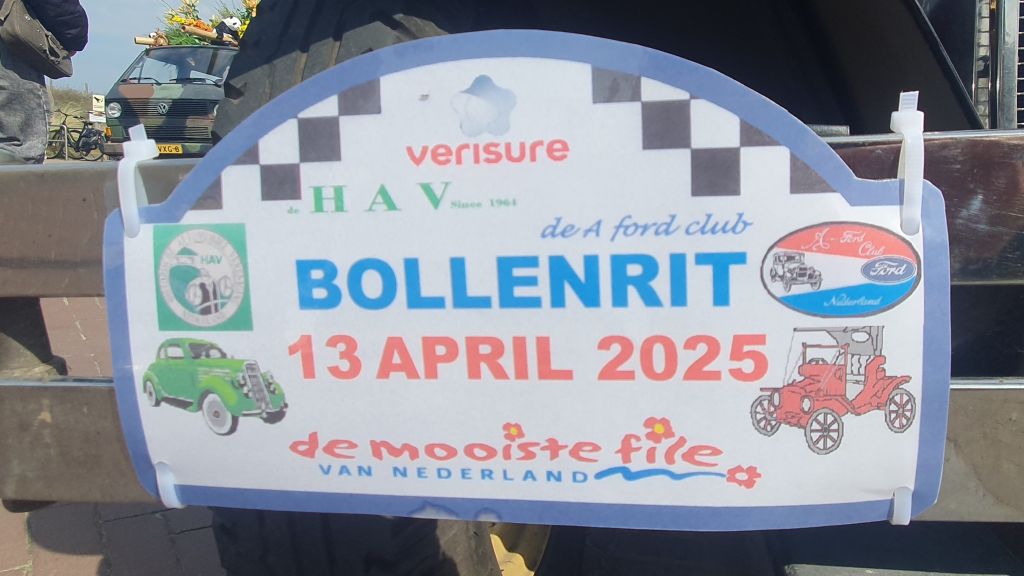 verisure
de H A V Since 1964
de A ford club
HAV
BOLLENRIT
A-Ford
Club
Ford
Nederland
13 APRIL 2025
de mooiste file
VAN NEDERLAND